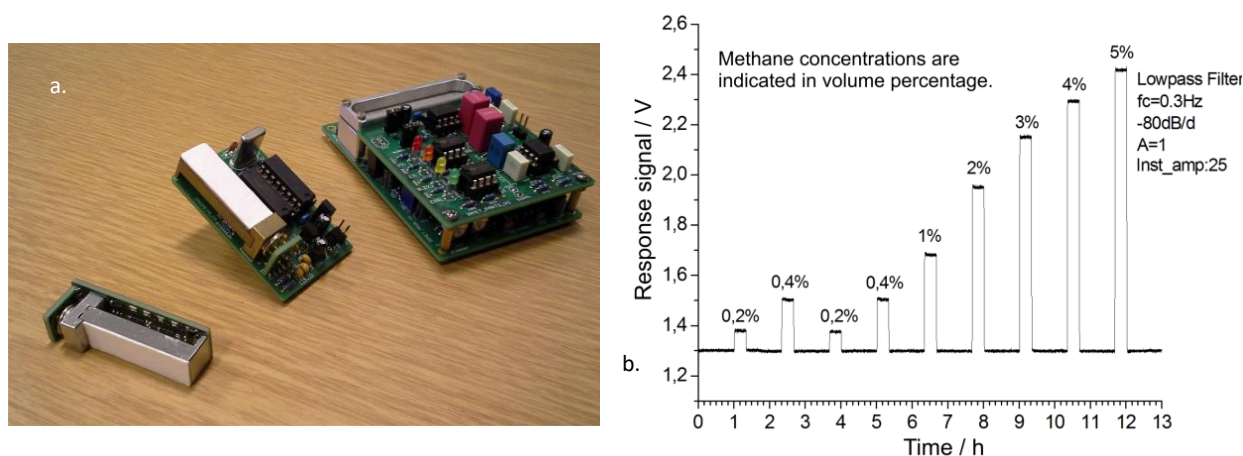 a.
b.
2,6
2,4
2,2
2,0
1,8
1,6
1,4
1,2
Response signal / V
Methane concentrations are
indicated in volume percentage.
0,2%
0,4%
0,2%
0,4%
1%
2%
3%
4%
5%
Lowpass Filter
fc=0.3Hz
-80dB/d
A=1
Inst_amp:25
0 1 2 3 4 5 6 7 8 9 10 11 12 13
Time / h